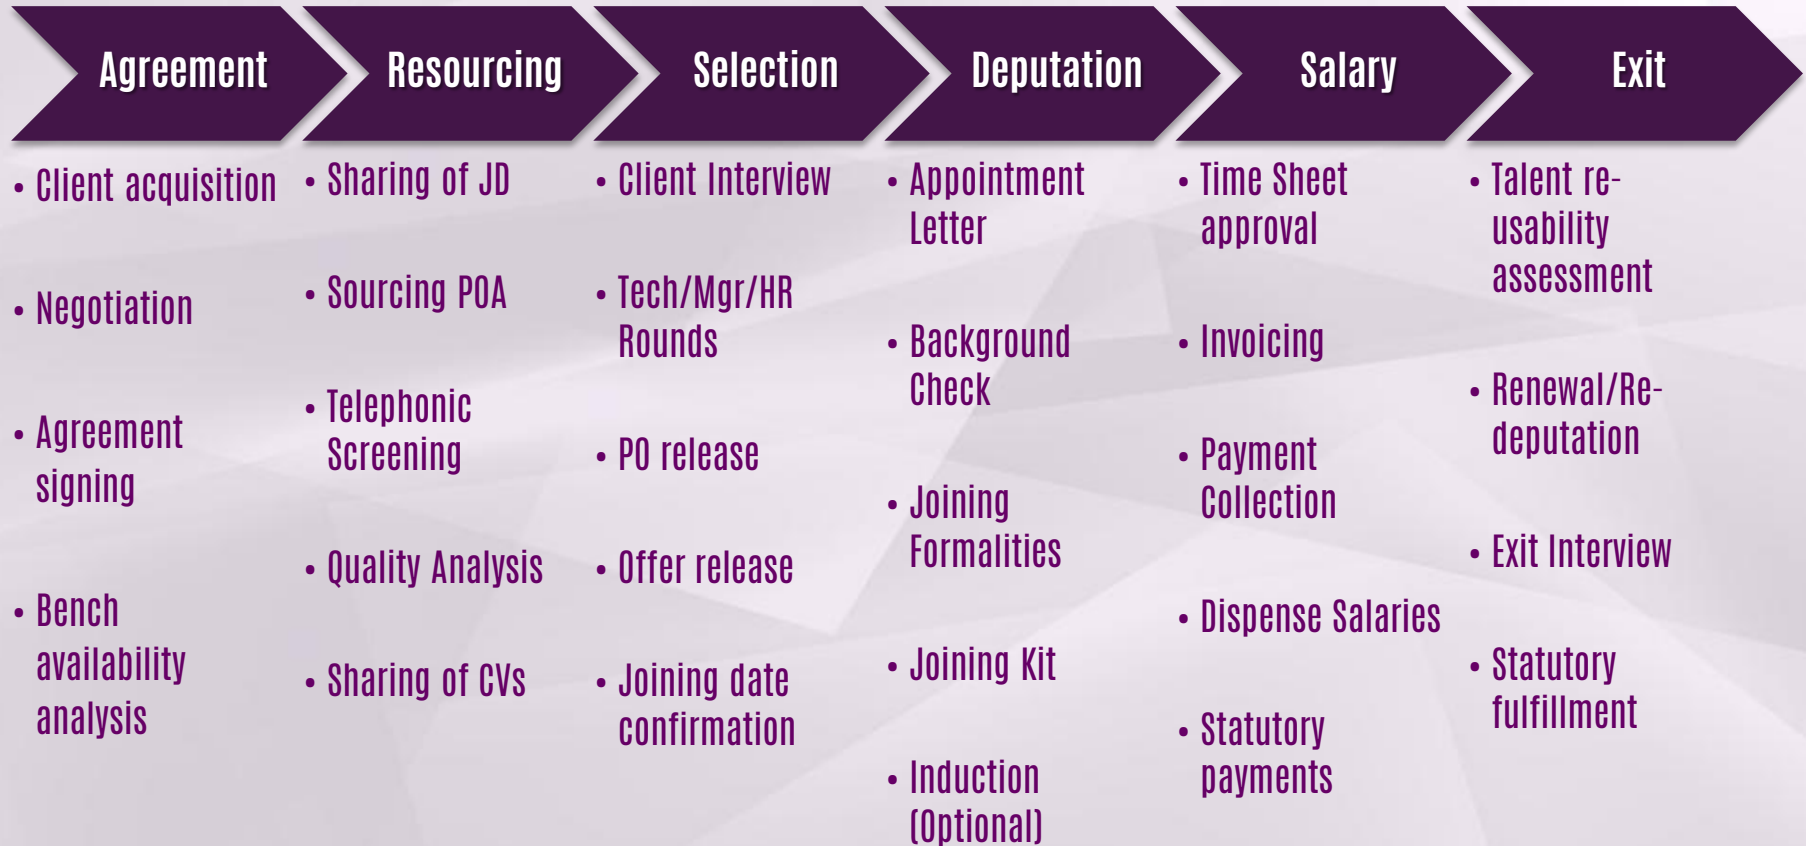 Agreement
Resourcing
Selection
Deputation
Salary
Exit
• Client acquisition
• Negotiation
• Agreement
signing
• Bench
availability
analysis
• Sharing of JD
• Sourcing POA
• Telephonic
Screening
• Quality Analysis
• Sharing of CVs
• Client Interview
• Tech/Mgr/HR
Rounds
• PO release
• Offer release
• Joining date
confirmation
• Appointment
Letter
• Background
Check
• Joining
Formalities
• Joining Kit
• Induction
(Optional)
• Time Sheet
approval
• Invoicing
• Payment
Collection
• Dispense Salaries
• Statutory
payments
• Talent re-
usability
assessment
• Renewal/Re-
deputation
• Exit Interview
• Statutory
fulfillment